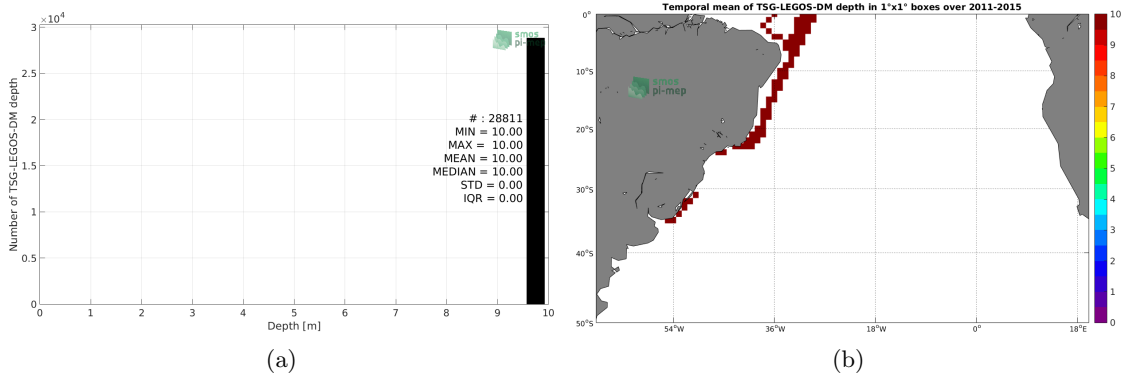 ×10⁴
3
2.5
2
1.5
1
0.5
0
Number of TSG-LEGOS-DM depth
smos
pi-mep
# : 28811
MIN = 10.00
MAX = 10.00
MEAN = 10.00
MEDIAN = 10.00
STD = 0.00
IQR = 0.00
0 1 2 3 4 5 6 7 8 9 10
Depth [m]
(a)
Temporal mean of TSG-LEGOS-DM depth in 1°x1° boxes over 2011-2015
0°
10°S
20°S
30°S
40°S
50°S
smos
pi-mep
54°W 36°W 18°W 0° 18°E
10
9
8
7
6
5
4
3
2
1
0
(b)